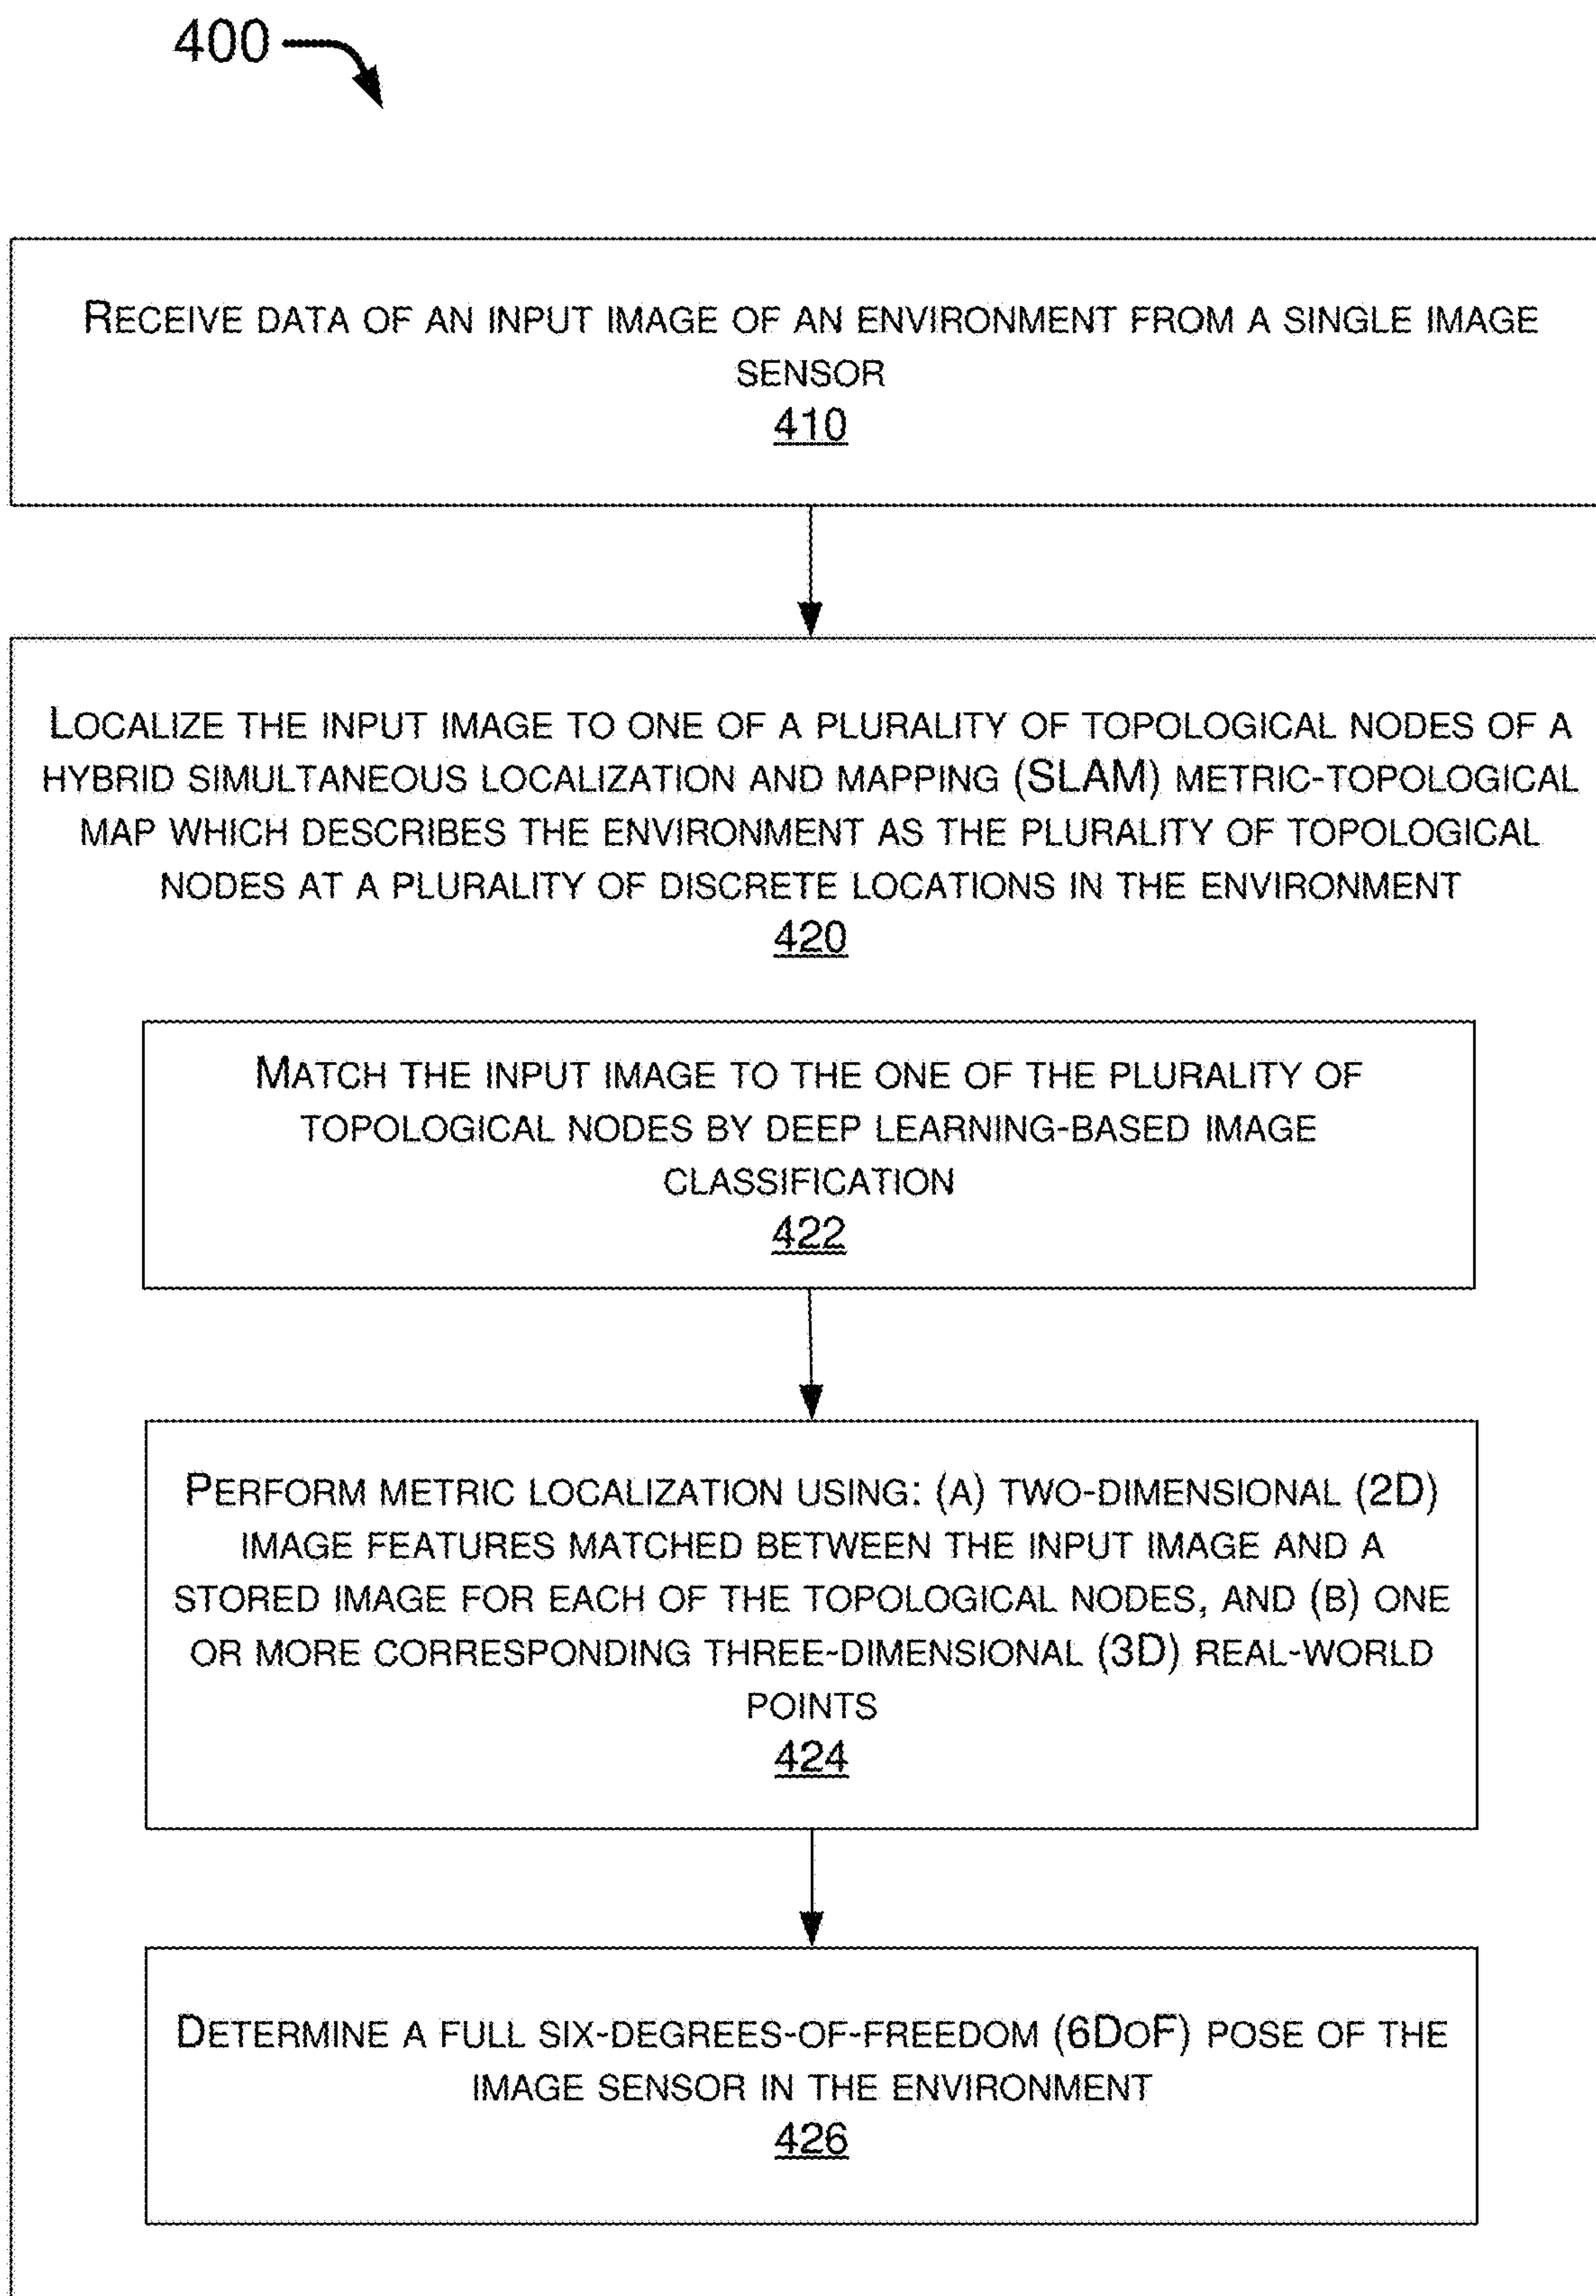 400
RECEIVE DATA OF AN INPUT IMAGE OF AN ENVIRONMENT FROM A SINGLE IMAGE
SENSOR
410
LOCALIZE THE INPUT IMAGE TO ONE OF A PLURALITY OF TOPOLOGICAL NODES OF A
HYBRID SIMULTANEOUS LOCALIZATION AND MAPPING (SLAM) METRIC-TOPOLOGICAL
MAP WHICH DESCRIBES THE ENVIRONMENT AS THE PLURALITY OF TOPOLOGICAL
NODES AT A PLURALITY OF DISCRETE LOCATIONS IN THE ENVIRONMENT
420
MATCH THE INPUT IMAGE TO THE ONE OF THE PLURALITY OF
TOPOLOGICAL NODES BY DEEP LEARNING-BASED IMAGE
CLASSIFICATION
422
PERFORM METRIC LOCALIZATION USING: (A) TWO-DIMENSIONAL (2D)
IMAGE FEATURES MATCHED BETWEEN THE INPUT IMAGE AND A
STORED IMAGE FOR EACH OF THE TOPOLOGICAL NODES, AND (B) ONE
OR MORE CORRESPONDING THREE-DIMENSIONAL (3D) REAL-WORLD
POINTS
424
DETERMINE A FULL SIX-DEGREES-OF-FREEDOM (6DOF) POSE OF THE
IMAGE SENSOR IN THE ENVIRONMENT
426